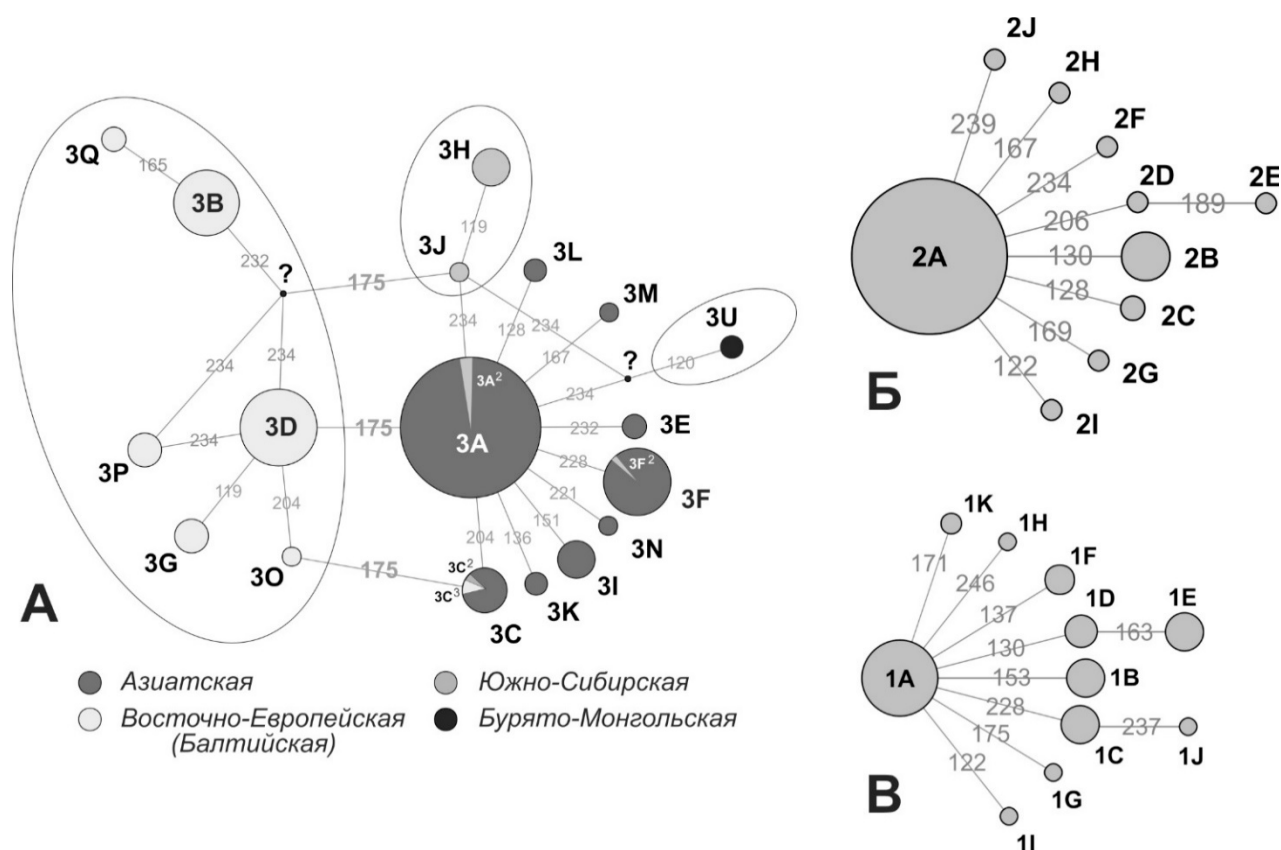 3Q
165
3B
232
?
3H
119
3J
175
234
234
3L
128
3M
167
3U
120
?
234
234
234
3A²
3A
3D
175
234
3P
119
204
3G
3O
175
232
3E
228
3F²
3F
221
3N
151
3I
136
3K
204
3C²
3C³
3C
А
Азиатская
Восточно-Европейская
(Балтийская)
Южно-Сибирская
Бурято-Монгольская
2J
2H
2F
2D
2E
239
167
234
206
189
2A
130
2B
128
2C
169
2G
122
2I
Б
1K
1H
1F
1D
1E
171
246
137
130
163
1A
153
1B
228
1C
237
1J
175
1G
122
1I
В